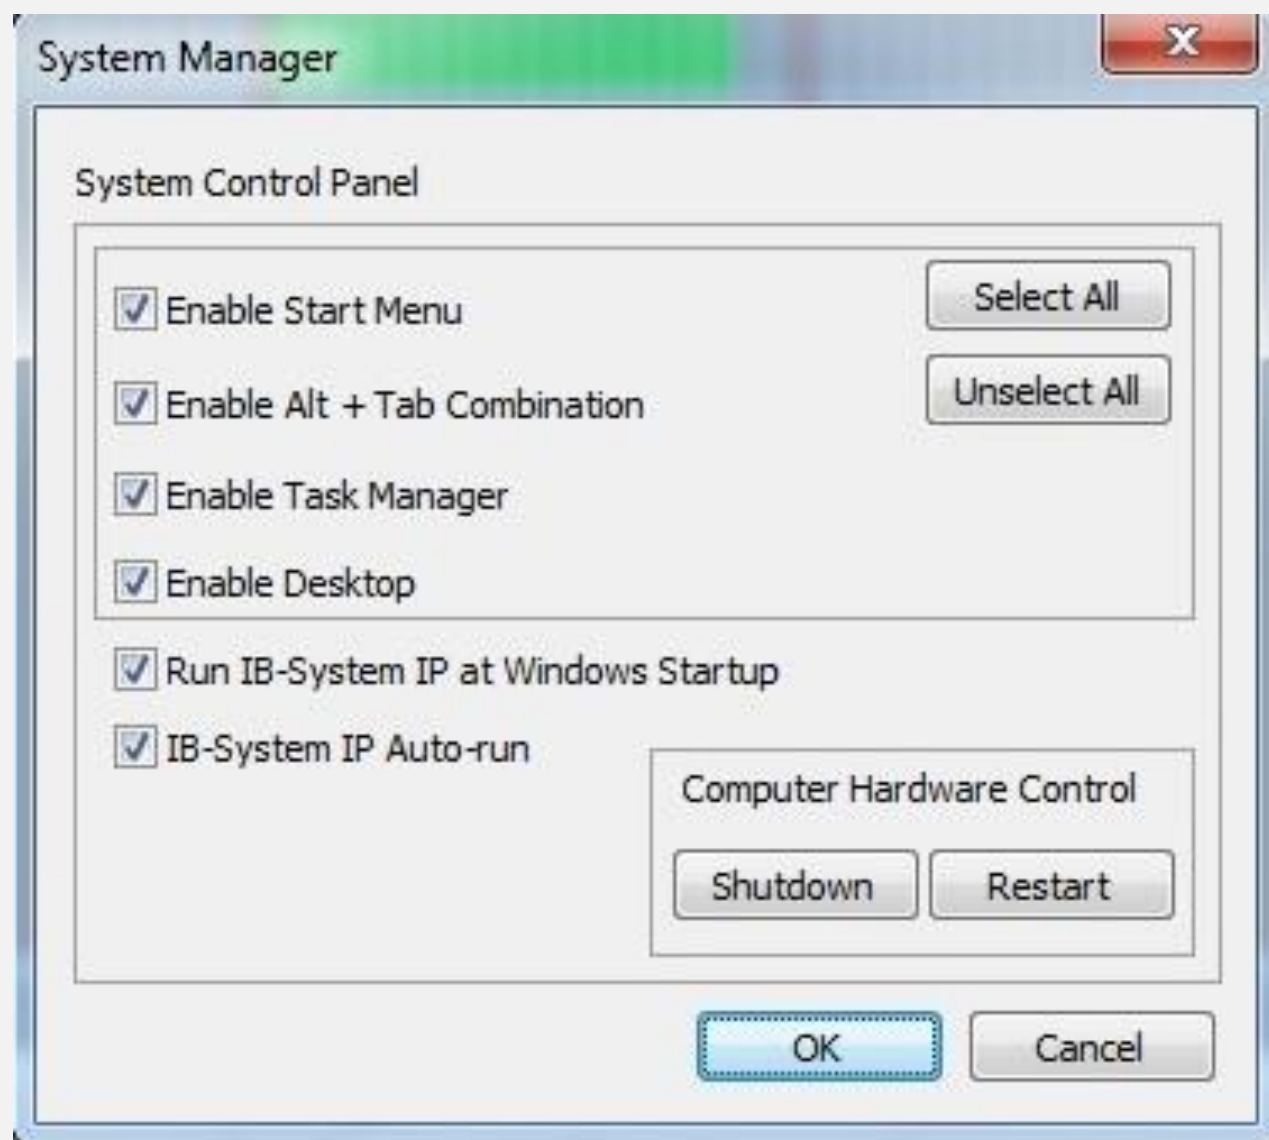 System Manager
System Control Panel
Enable Start Menu
Select All
Enable Alt + Tab Combination
Unselect All
Enable Task Manager
Enable Desktop
Run IB-System IP at Windows Startup
IB-System IP Auto-run
Computer Hardware Control
Shutdown Restart
OK Cancel